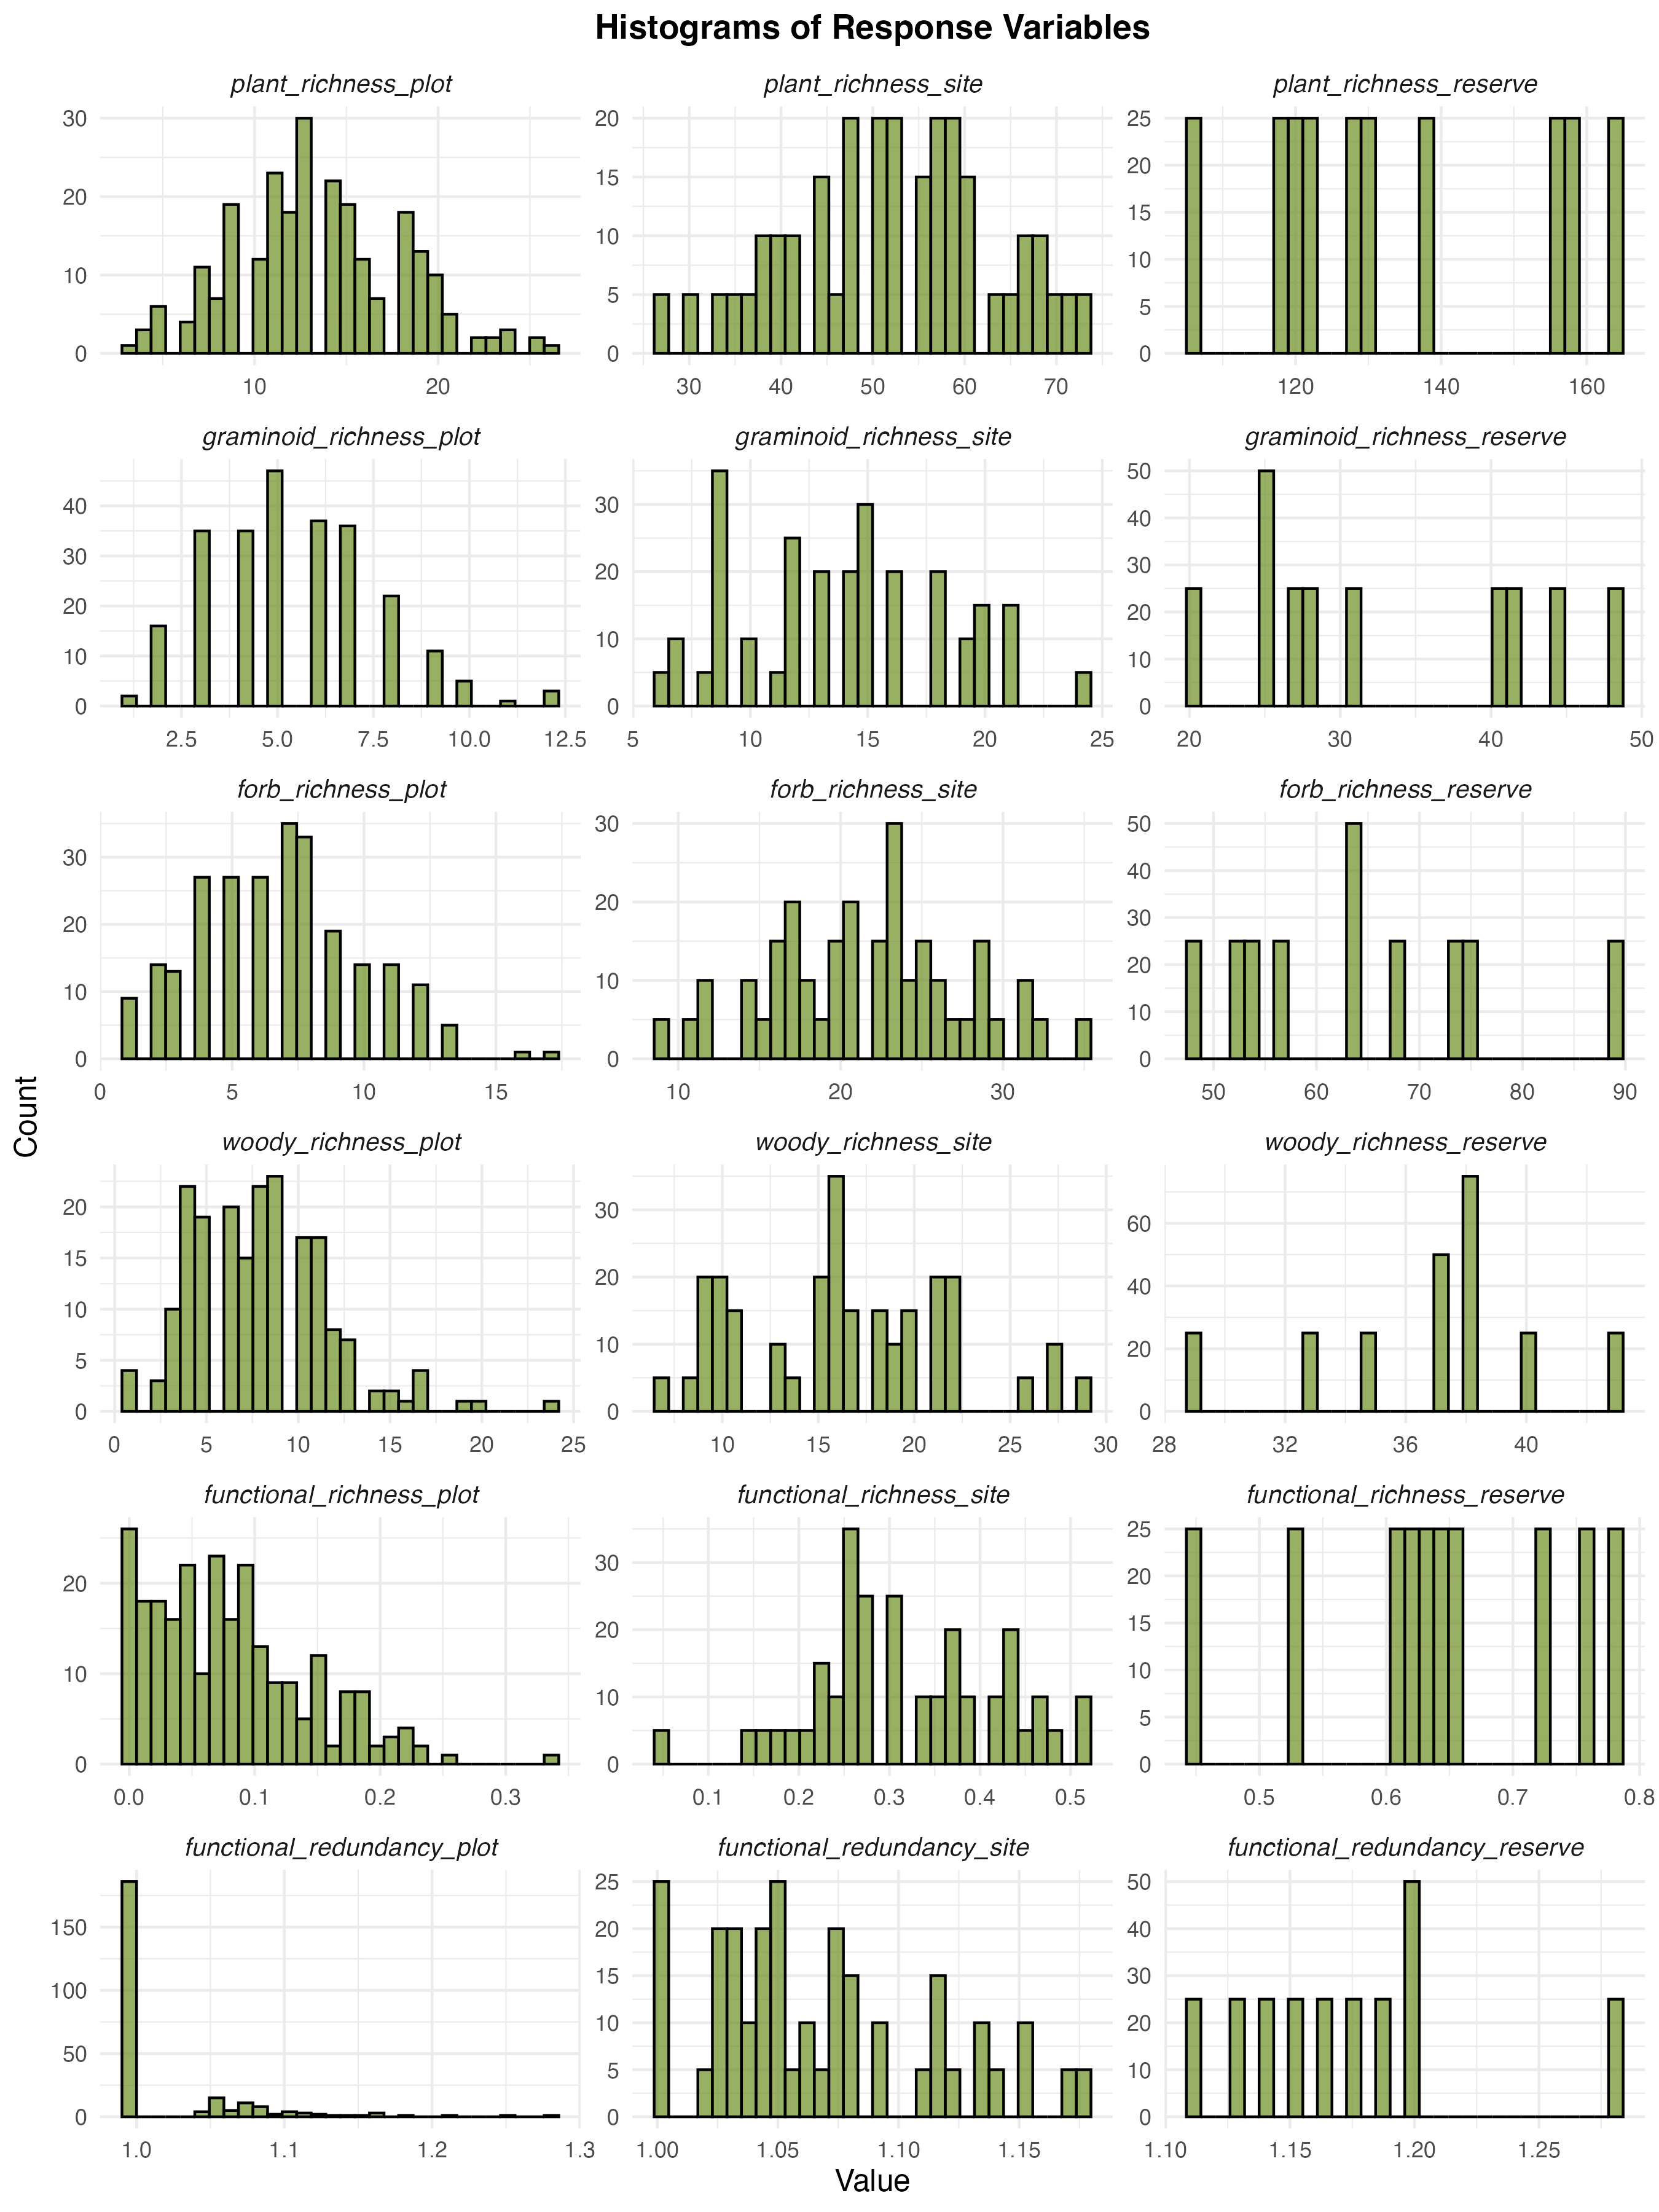 Histograms of Response Variables
plant_richness_plot plant_richness_site plant_richness_reserve
30 20 10 0
10 20
20 15 10 5 0
30 40 50 60 70
25 20 15 10 5 0
120 140 160
graminoid_richness_plot graminoid_richness_site graminoid_richness_reserve
40 30 20 10 0
2.5 5.0 7.5 10.0 12.5
30 20 10 0
5 10 15 20 25
50 40 30 20 10 0
20 30 40 50
forb_richness_plot forb_richness_site forb_richness_reserve
30 20 10 0
0 5 10 15
30 20 10 0
10 20 30
50 40 30 20 10 0
50 60 70 80 90
Count
woody_richness_plot woody_richness_site woody_richness_reserve
20 15 10 5 0
0 5 10 15 20 25
30 20 10 0
10 15 20 25 30
60 40 20 0
28 32 36 40
functional_richness_plot functional_richness_site functional_richness_reserve
20 10 0
0.0 0.1 0.2 0.3
30 20 10 0
0.1 0.2 0.3 0.4 0.5
25 20 15 10 5 0
0.5 0.6 0.7 0.8
functional_redundancy_plot functional_redundancy_site functional_redundancy_reserve
150 100 50 0
1.0 1.1 1.2 1.3
25 20 15 10 5 0
1.00 1.05 1.10 1.15
50 40 30 20 10 0
1.10 1.15 1.20 1.25
Value